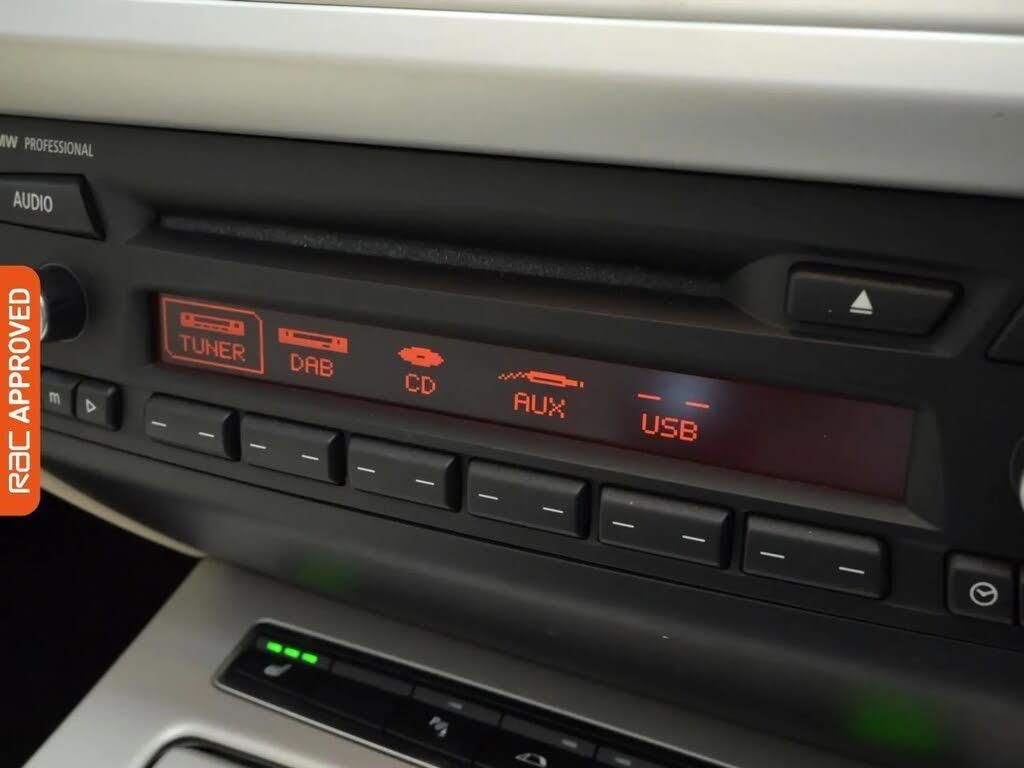 MW PROFESSIONAL
AUDIO
TUNER
DAB
CD
AUX
USB
m
rac APPROVED